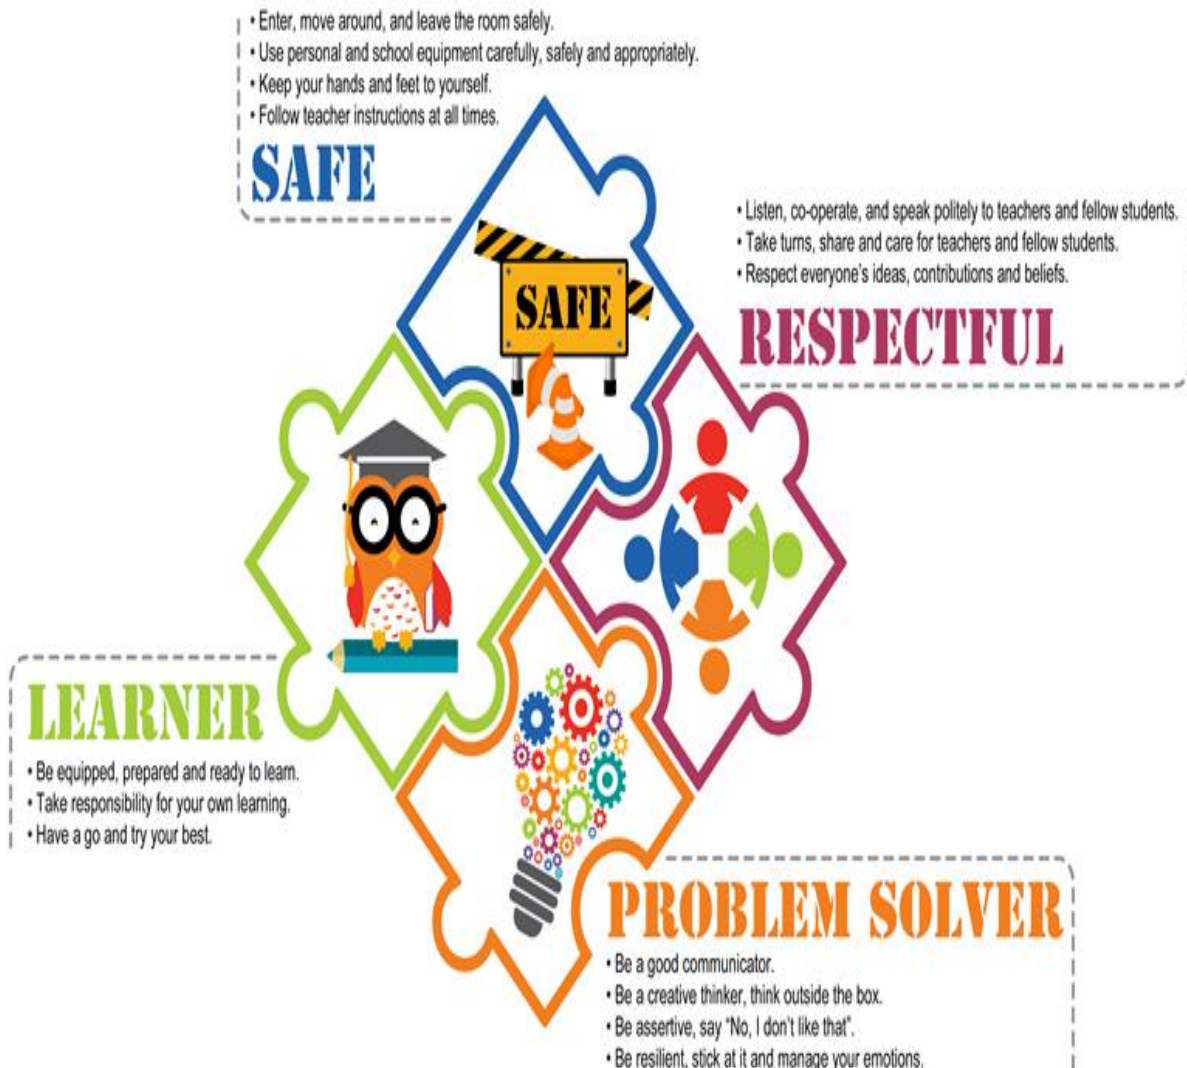 • Enter, move around, and leave the room safely.
• Use personal and school equipment carefully, safely and appropriately.
• Keep your hands and feet to yourself.
• Follow teacher instructions at all times.
SAFE
SAFE
• Listen, co-operate, and speak politely to teachers and fellow students.
• Take turns, share and care for teachers and fellow students.
• Respect everyone's ideas, contributions and beliefs.
RESPECTFUL
LEARNER
• Be equipped, prepared and ready to learn.
• Take responsibility for your own learning.
• Have a go and try your best.
PROBLEM SOLVER
• Be a good communicator.
• Be a creative thinker, think outside the box.
• Be assertive, say "No, I don't like that".
• Be resilient, stick at it and manage your emotions.